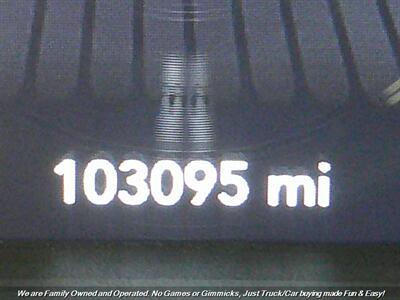 103095 mi
We are Family Owned and Operated. No Games or Gimmicks, Just Truck/Car buying made Fun & Easy!